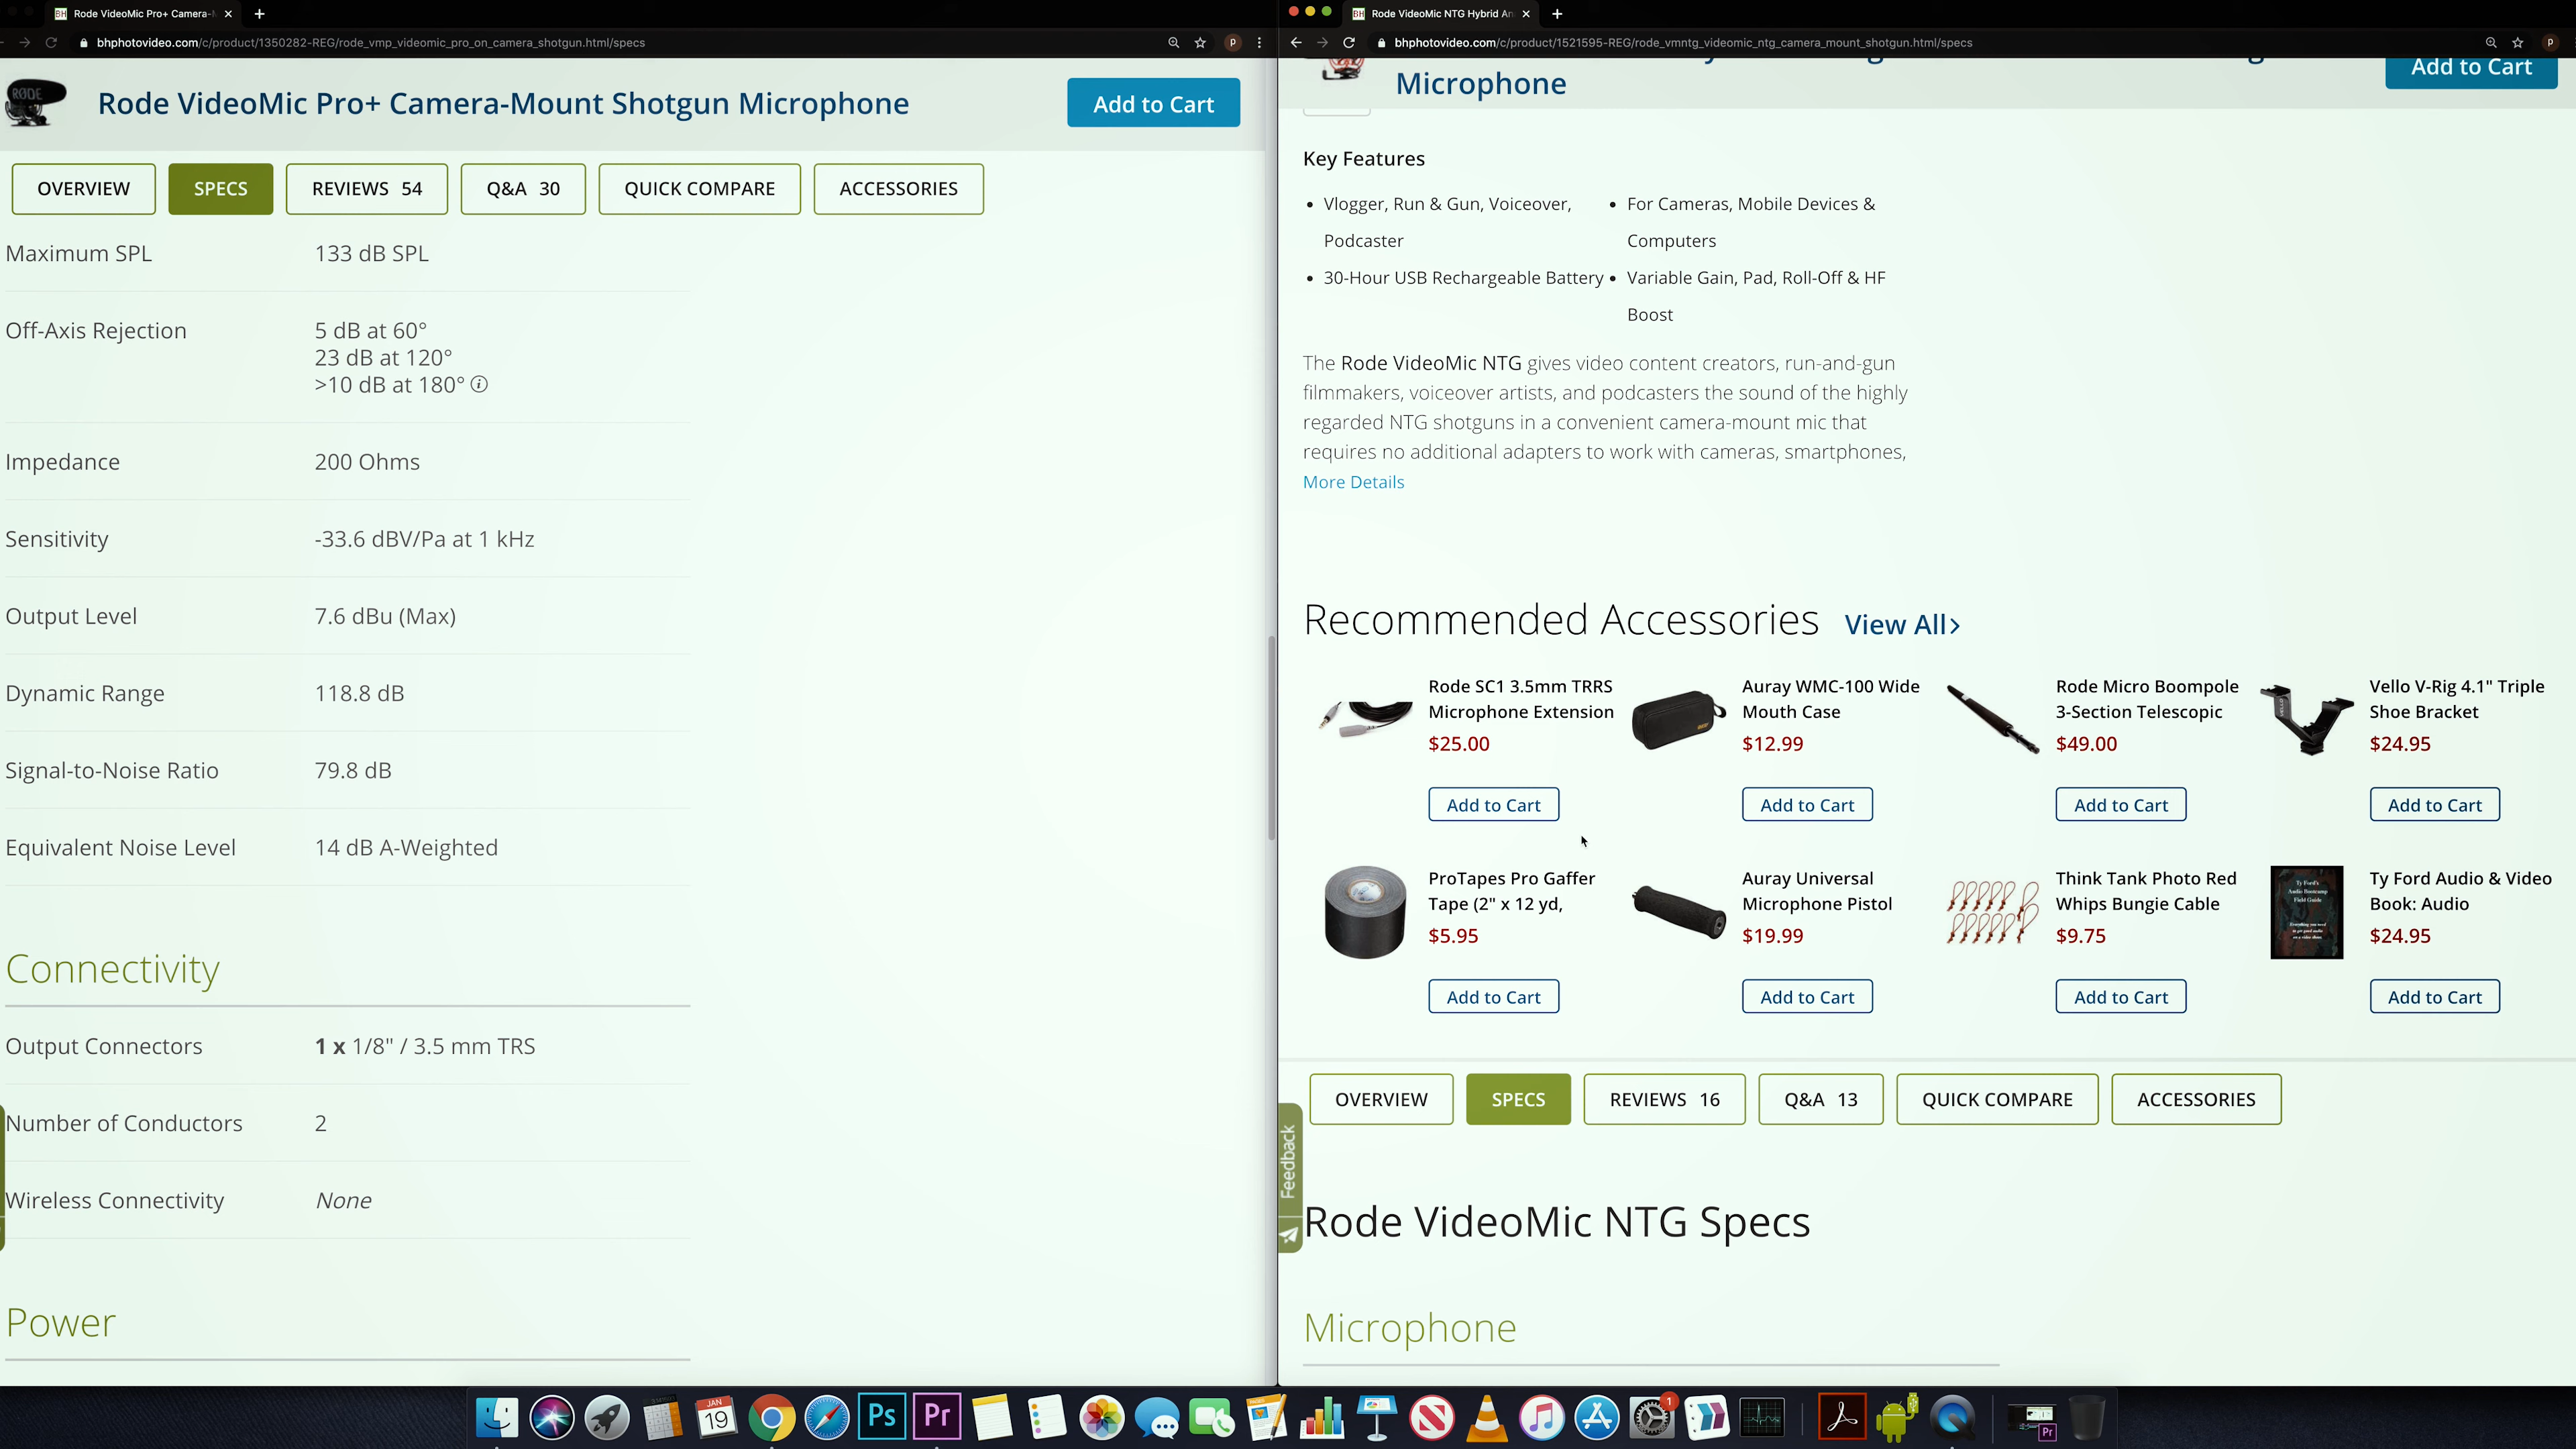 Rode VideoMic Pro+ Camera-
bhphotovideo.com/c/product/1350282-REG/rode_vmp_videomic_pro_on_camera_shotgun.html/specs
P
RØDE
Rode VideoMic Pro+ Camera-Mount Shotgun Microphone
Add to Cart
OVERVIEW
SPECS
REVIEWS 54
Q&A 30
QUICK COMPARE
ACCESSORIES
Maximum SPL
133 dB SPL
Off-Axis Rejection
5 dB at 60°
23 dB at 120°
>10 dB at 180°
Impedance
200 Ohms
Sensitivity
-33.6 dBV/Pa at 1 kHz
Output Level
7.6 dBu (Max)
Dynamic Range
118.8 dB
Signal-to-Noise Ratio
79.8 dB
Equivalent Noise Level
14 dB A-Weighted
Connectivity
Output Connectors
1 x 1/8" / 3.5 mm TRS
Number of Conductors
2
Wireless Connectivity
None
Power
BH
Rode VideoMic NTG Hybrid An
bhphotovideo.com/c/product/1521595-REG/rode_vmntg_videomic_ntg_camera_mount_shotgun.html/specs
P
Microphone
Add to Cart
Key Features
• Vlogger, Run & Gun, Voiceover,
Podcaster
• 30-Hour USB Rechargeable Battery
• For Cameras, Mobile Devices &
Computers
• Variable Gain, Pad, Roll-Off & HF
Boost
The Rode VideoMic NTG gives video content creators, run-and-gun
filmmakers, voiceover artists, and podcasters the sound of the highly
regarded NTG shotguns in a convenient camera-mount mic that
requires no additional adapters to work with cameras, smartphones,
More Details
Recommended Accessories
View All>
Rode SC1 3.5mm TRRS
Microphone Extension
$25.00
Add to Cart
Auray WMC-100 Wide
Mouth Case
$12.99
Add to Cart
Rode Micro Boompole
3-Section Telescopic
$49.00
Add to Cart
Vello V-Rig 4.1" Triple
Shoe Bracket
$24.95
Add to Cart
ProTapes Pro Gaffer
Tape (2" x 12 yd,
$5.95
Add to Cart
Auray Universal
Microphone Pistol
$19.99
Add to Cart
Think Tank Photo Red
Whips Bungie Cable
$9.75
Add to Cart
Ty Ford's
Audio Bootcamp
Field Guide
Ty Ford Audio & Video
Book: Audio
$24.95
Add to Cart
OVERVIEW
SPECS
REVIEWS 16
Q&A 13
QUICK COMPARE
ACCESSORIES
Feedback
Rode VideoMic NTG Specs
Microphone
JAN
19
Ps
Pr
1
Pr